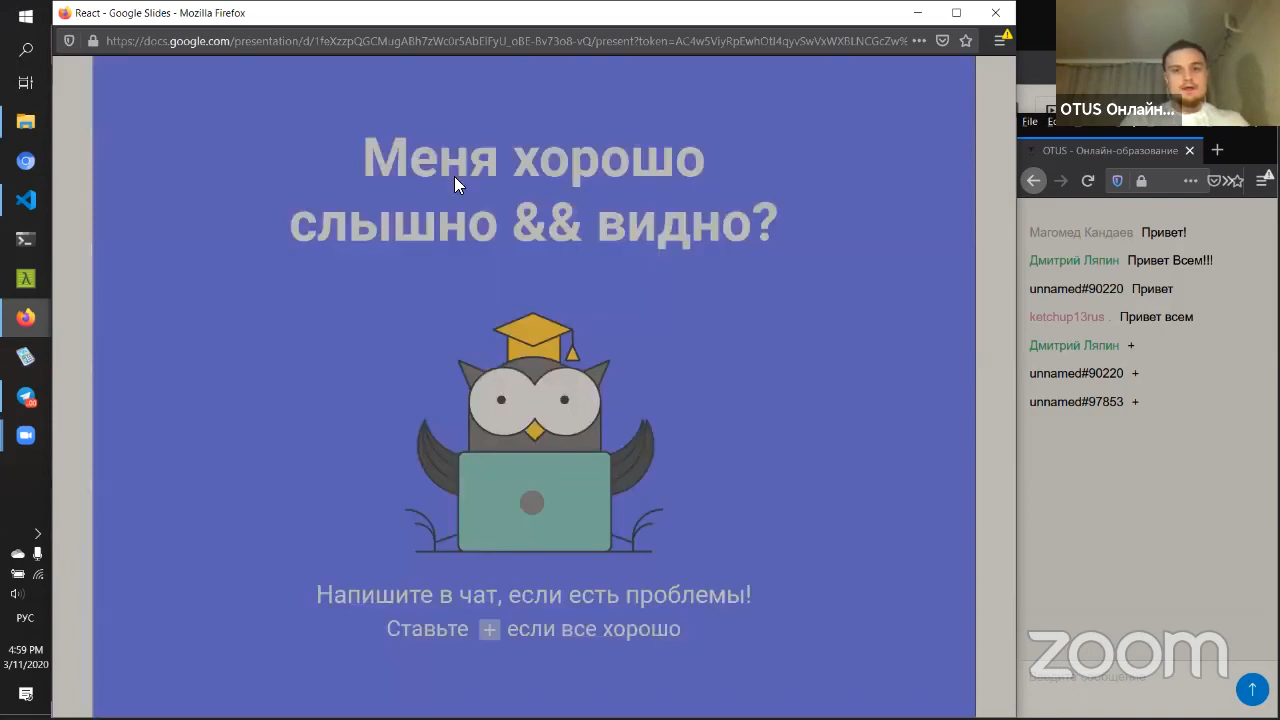 React - Google Slides - Mozilla Firefox
Меня хорошо
слышно && видно?
Напишите в чат, если есть проблемы!
Ставьте + если все хорошо
РУС
4:59 PM
3/11/2020
OTUS Онлайн...
File
OTUS - Онлайн-образование
Магомед Кандаев Привет!
Дмитрий Ляпин Привет Всем!!!
unnamed#90220 Привет
ketchup13rus . Привет всем
Дмитрий Ляпин +
unnamed#90220 +
unnamed#97853 +
zoom